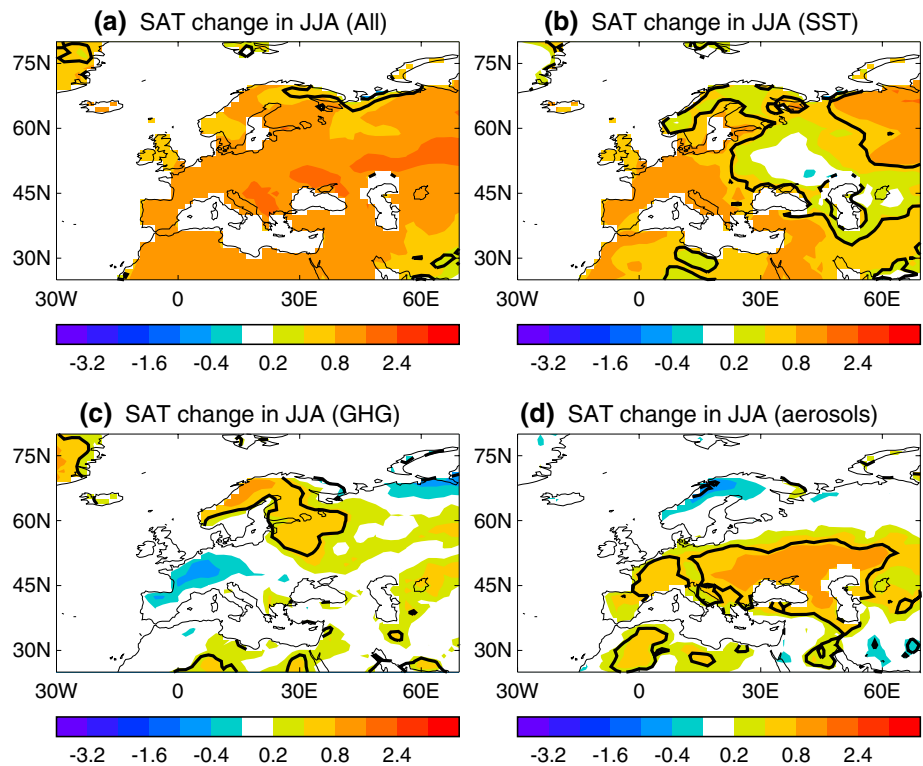 (a) SAT change in JJA (All)
(b) SAT change in JJA (SST)
75N
60N
45N
30N
30W 0 30E 60E
75N
60N
45N
30N
30W 0 30E 60E
-3.2 -1.6 -0.4 0.2 0.8 2.4
-3.2 -1.6 -0.4 0.2 0.8 2.4
(c) SAT change in JJA (GHG)
(d) SAT change in JJA (aerosols)
75N
60N
45N
30N
30W 0 30E 60E
75N
60N
45N
30N
30W 0 30E 60E
-3.2 -1.6 -0.4 0.2 0.8 2.4
-3.2 -1.6 -0.4 0.2 0.8 2.4